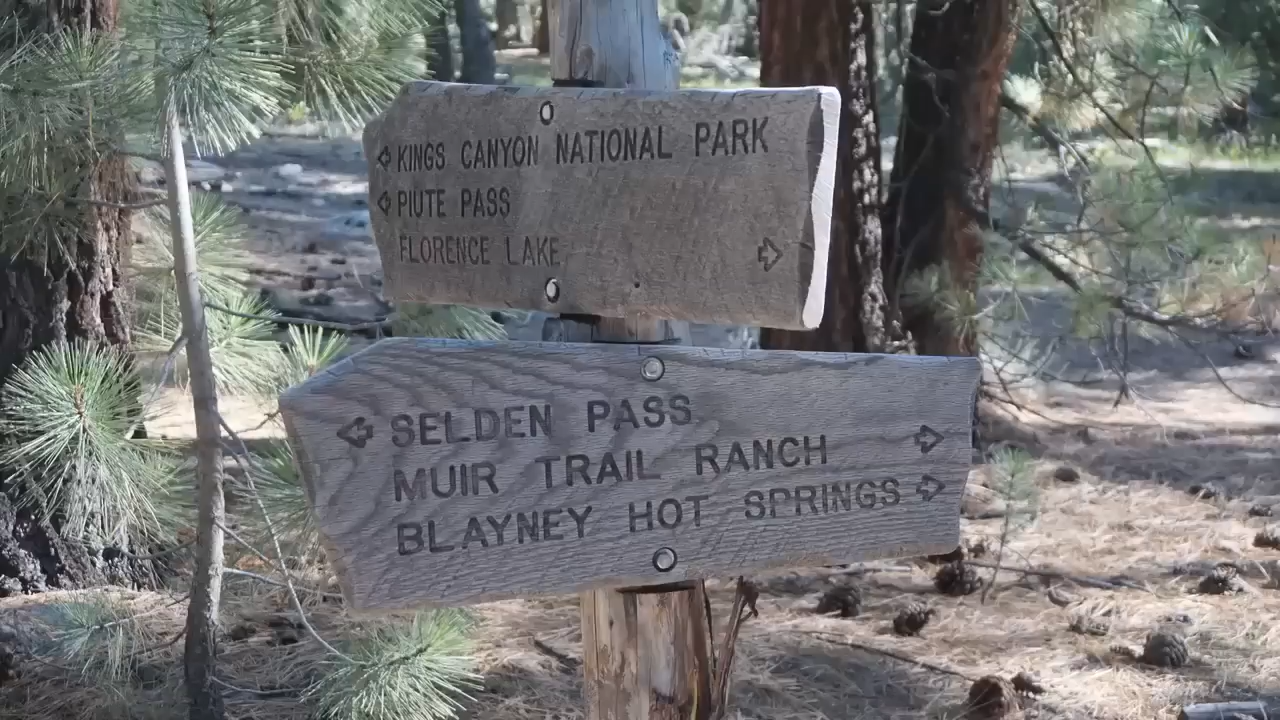 KINGS CANYON NATIONAL PARK
PIUTE PASS
FLORENCE LAKE
SELDEN PASS
MUIR TRAIL RANCH
BLAYNEY HOT SPRINGS